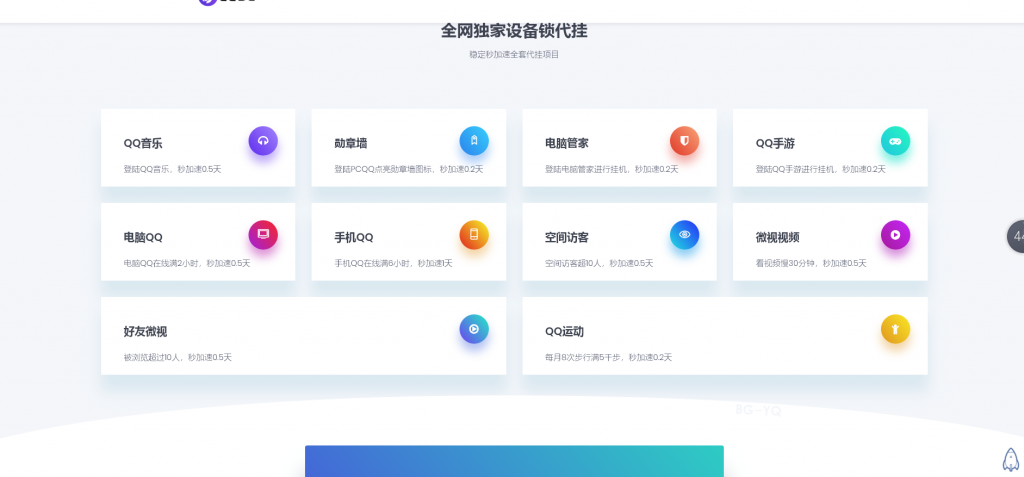 全网独家设备锁代挂
稳定秒加速全套代挂项目
QQ音乐
登陆QQ音乐，秒加速0.5天
勋章墙
登陆PCQQ点亮勋章墙图标，秒加速0.2天
电脑管家
登陆电脑管家进行挂机，秒加速0.2天
QQ手游
登陆QQ手游进行挂机，秒加速0.2天
电脑QQ
电脑QQ在线满2小时，秒加速0.5天
手机QQ
手机QQ在线满6小时，秒加速1天
空间访客
空间访客超10人，秒加速0.5天
微视视频
看视频慢30分钟，秒加速0.5天
好友微视
被浏览超过10人，秒加速0.5天
QQ运动
每月8次步行满5千步，秒加速0.2天
BG-YQ